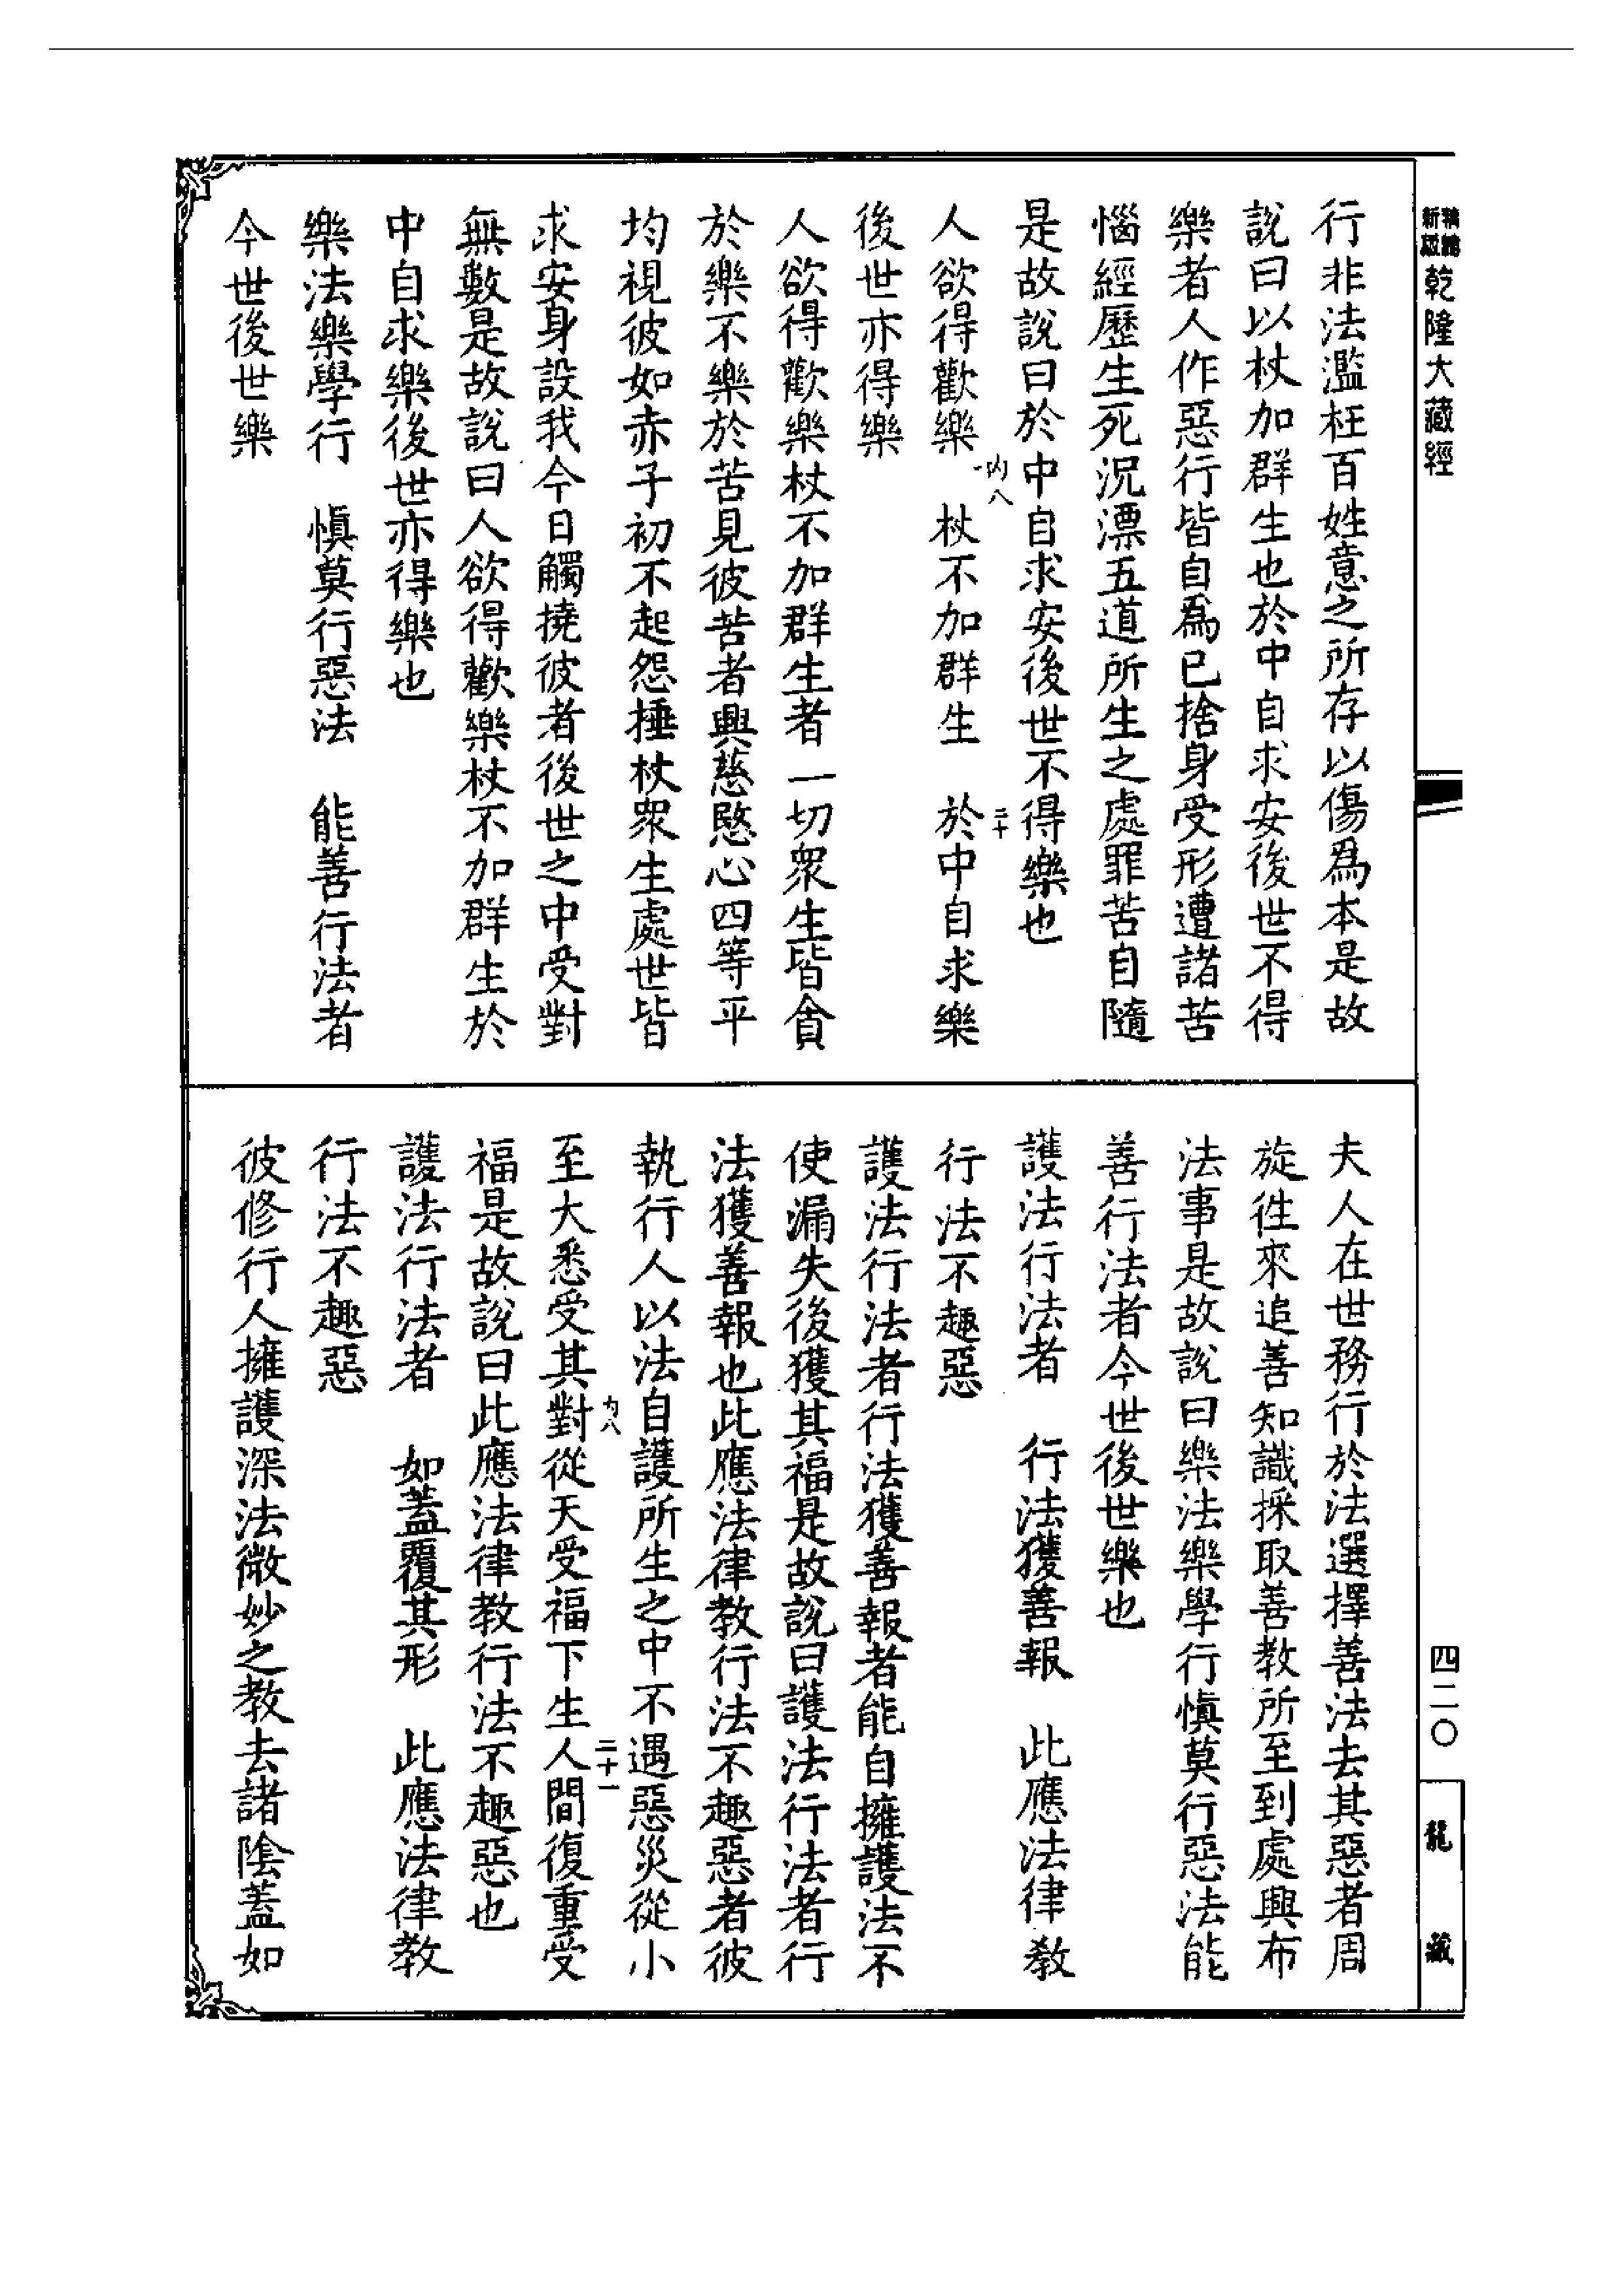 新版 精縮 乾隆大藏經
行非法濫枉百姓意之所存以傷爲本是故
說曰以杖加群生也於中自求安後世不得
樂者人作惡行皆自爲已捨身受形遭諸苦
惱經歷生死況漂五道所生之處罪苦自隨
是故說曰於中自求安後世不得樂也
內八
二十
人欲得歡樂　杖不加群生　於中自求樂
後世亦得樂
人欲得歡樂杖不加群生者一切衆生皆貪
於樂不樂於苦見彼苦者興慈愍心四等平
均視彼如赤子初不起怨捶杖衆生處世皆
求安身設我今日觸撓彼者後世之中受對
無數是故說曰人欲得歡樂杖不加群生於
中自求樂後世亦得樂也
樂法樂學行　慎莫行惡法　能善行法者
今世後世樂
夫人在世務行於法選擇善法去其惡者周
旋徃來追善知識採取善教所至到處興布
法事是故說曰樂法樂學行慎莫行惡法能
善行法者今世後世樂也
護法行法者　行法獲善報　此應法律教
行法不趣惡
護法行法者行法獲善報者能自擁護法不
使漏失後獲其福是故說曰護法行法者行
法獲善報也此應法律教行法不趣惡者彼
執行人以法自護所生之中不遇惡災從小
內八
二十一
至大悉受其對從天受福下生人間復重受
福是故說曰此應法律教行法不趣惡也
護法行法者　如蓋覆其形　此應法律教
行法不趣惡
彼修行人擁護深法微妙之教去諸陰蓋如
四二〇
龍藏